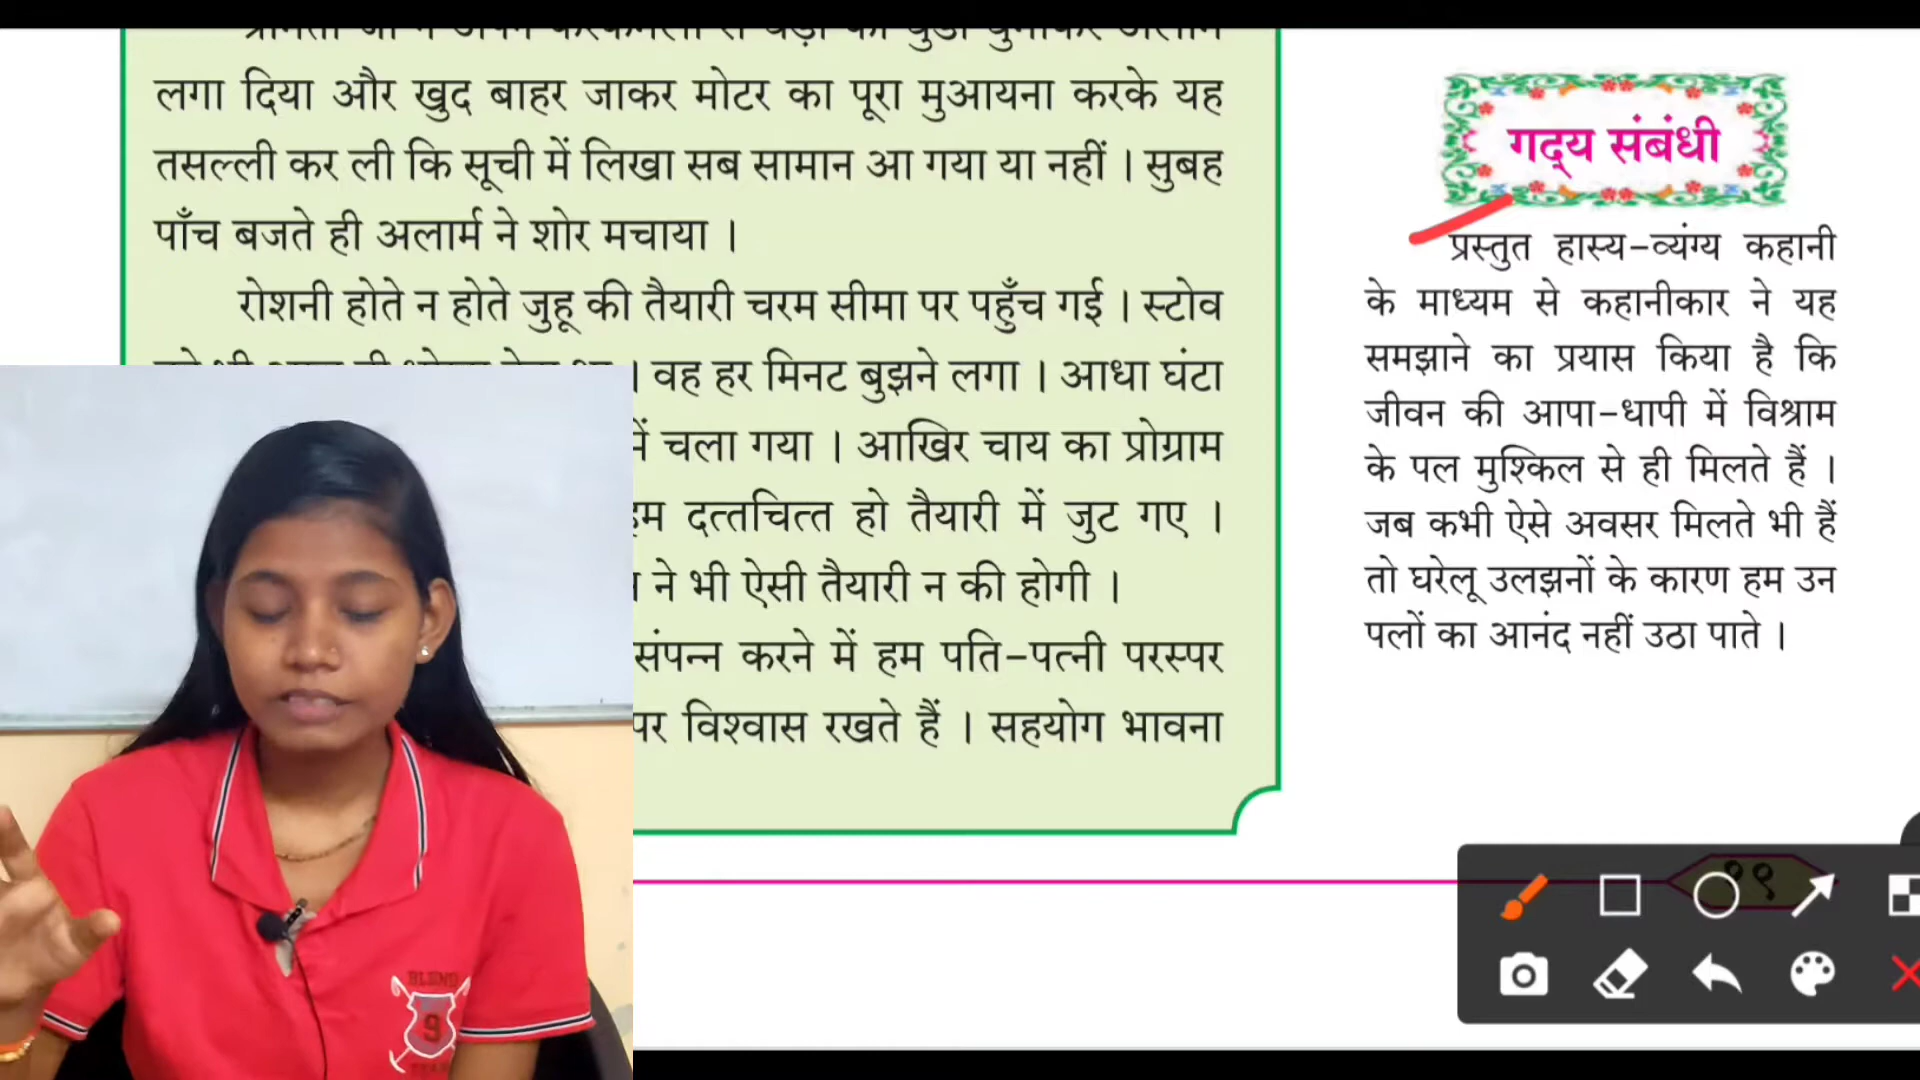 लगा दिया और खुद बाहर जाकर मोटर का पूरा मुआयना करके यह
तसल्ली कर ली कि सूची में लिखा सब सामान आ गया या नहीं । सुबह
पाँच बजते ही अलार्म ने शोर मचाया ।
रोशनी होते न होते जुहू की तैयारी चरम सीमा पर पहुँच गई । स्टोव
। वह हर मिनट बुझने लगा । आधा घंटा
में चला गया । आखिर चाय का प्रोग्राम
हम दत्तचित्त हो तैयारी में जुट गए ।
ने भी ऐसी तैयारी न की होगी ।
संपन्न करने में हम पति-पत्नी परस्पर
पर विश्वास रखते हैं । सहयोग भावना
गद्य संबंधी
प्रस्तुत हास्य-व्यंग्य कहानी
के माध्यम से कहानीकार ने यह
समझाने का प्रयास किया है कि
जीवन की आपा-धापी में विश्राम
के पल मुश्किल से ही मिलते हैं ।
जब कभी ऐसे अवसर मिलते भी हैं
तो घरेलू उलझनों के कारण हम उन
पलों का आनंद नहीं उठा पाते ।
BLEND
9